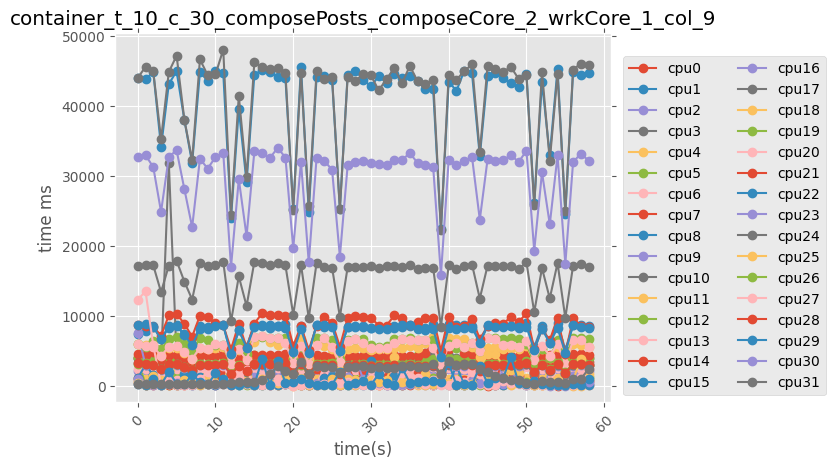 container_t_10_c_30_composePosts_composeCore_2_wrkCore_1_col_9
time ms
50000
40000
30000
20000
10000
0
0
10
20
30
40
50
60
time(s)
cpu0
cpu1
cpu2
cpu3
cpu4
cpu5
cpu6
cpu7
cpu8
cpu9
cpu10
cpu11
cpu12
cpu13
cpu14
cpu15
cpu16
cpu17
cpu18
cpu19
cpu20
cpu21
cpu22
cpu23
cpu24
cpu25
cpu26
cpu27
cpu28
cpu29
cpu30
cpu31